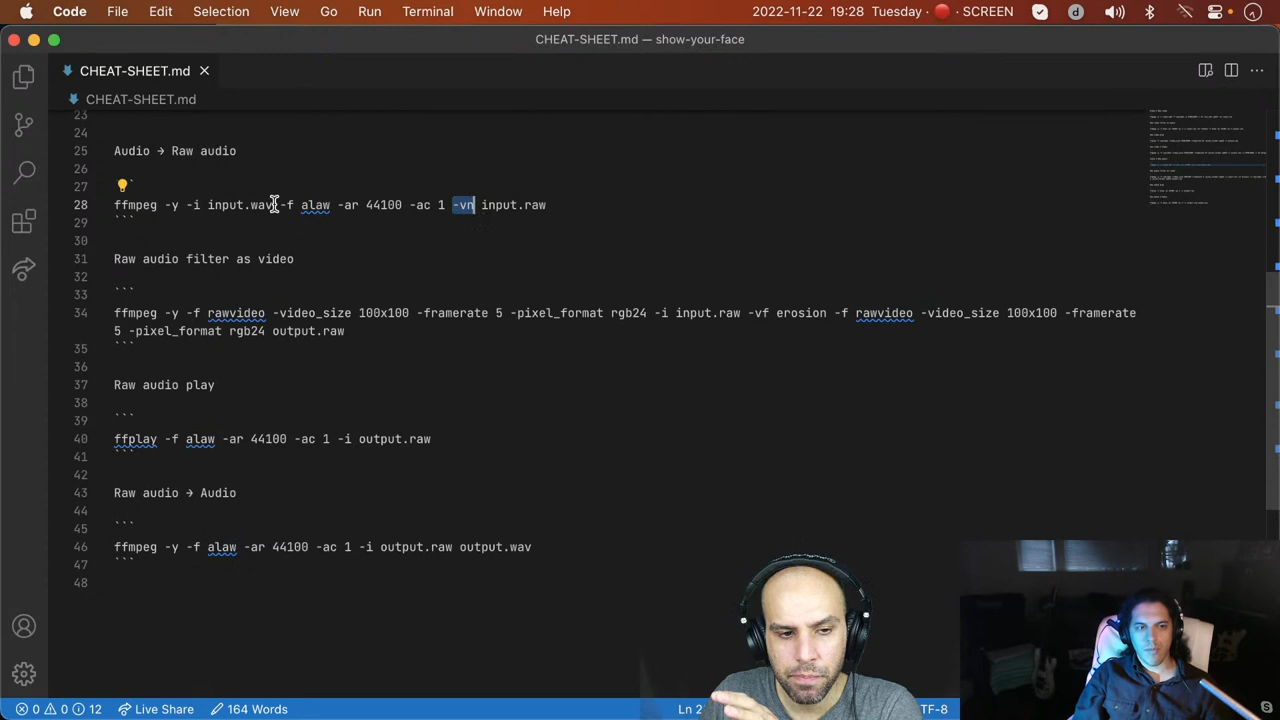 Code File Edit Selection View Go Run Terminal Window Help 2022-11-22 19:28 Tuesday SCREEN d
CHEAT-SHEET.md — show-your-face
CHEAT-SHEET.md
CHEAT-SHEET.md
23
24
25 Audio → Raw audio
26
27 `
28 ffmpeg -y -i input.wav -f alaw -ar 44100 -ac 1 -vn input.raw
29 ```
30
31 Raw audio filter as video
32
33 ```
34 ffmpeg -y -f rawvideo -video_size 100x100 -framerate 5 -pixel_format rgb24 -i input.raw -vf erosion -f rawvideo -video_size 100x100 -framerate
5 -pixel_format rgb24 output.raw
35 ```
36
37 Raw audio play
38
39 ```
40 ffplay -f alaw -ar 44100 -ac 1 -i output.raw
41 ```
42
43 Raw audio → Audio
44
45 ```
46 ffmpeg -y -f alaw -ar 44100 -ac 1 -i output.raw output.wav
47 ```
48
0 0 12 Live Share 164 Words Ln 2 TF-8